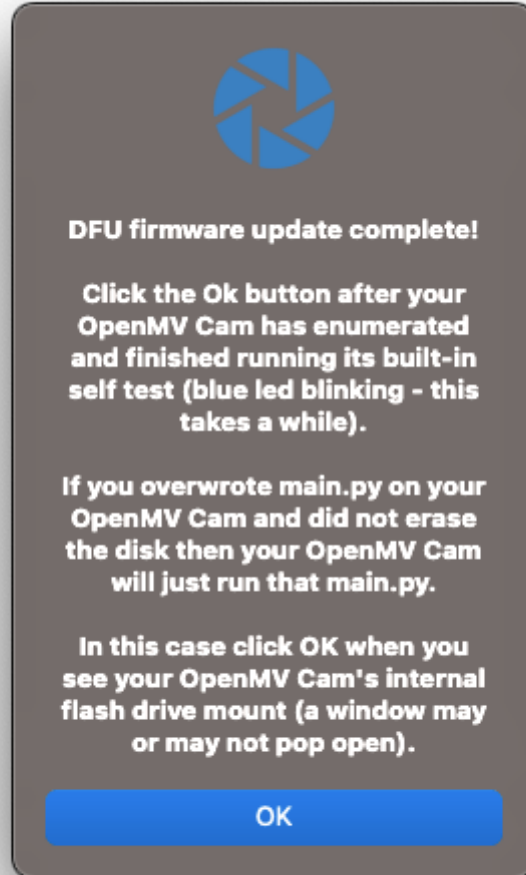 DFU firmware update complete!
Click the Ok button after your
OpenMV Cam has enumerated
and finished running its built-in
self test (blue led blinking - this
takes a while).
If you overwrote main.py on your
OpenMV Cam and did not erase
the disk then your OpenMV Cam
will just run that main.py.
In this case click OK when you
see your OpenMV Cam's internal
flash drive mount (a window may
or may not pop open).
OK